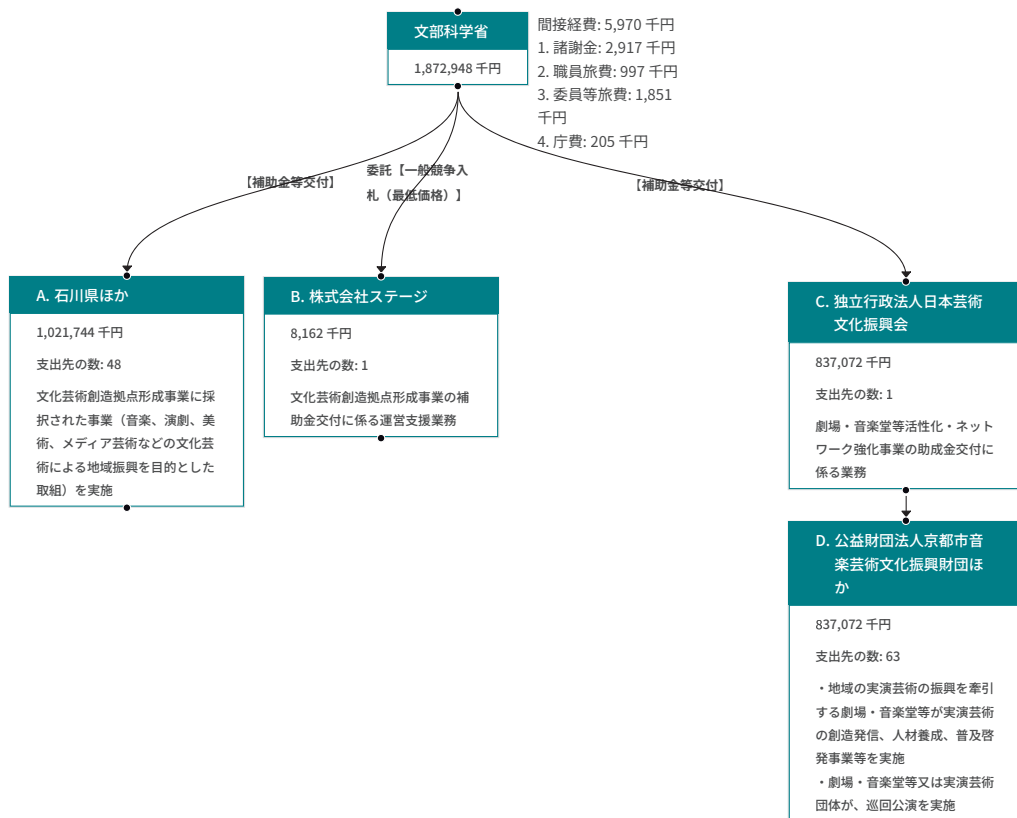 文部科学省
1,872,948 千円
間接経費: 5,970 千円
1. 諸謝金: 2,917 千円
2. 職員旅費: 997 千円
3. 委員等旅費: 1,851
千円
4. 庁費: 205 千円
【補助金等交付】
委託【一般競争入
札（最低価格）】
【補助金等交付】
A. 石川県ほか
1,021,744 千円
支出先の数: 48
文化芸術創造拠点形成事業に採
択された事業（音楽、演劇、美
術、メディア芸術などの文化芸
術による地域振興を目的とした
取組）を実施
B. 株式会社ステージ
8,162 千円
支出先の数: 1
文化芸術創造拠点形成事業の補
助金交付に係る運営支援業務
C. 独立行政法人日本芸術
文化振興会
837,072 千円
支出先の数: 1
劇場・音楽堂等活性化・ネット
ワーク強化事業の助成金交付に
係る業務
D. 公益財団法人京都市音
楽芸術文化振興財団ほ
か
837,072 千円
支出先の数: 63
・地域の実演芸術の振興を牽引
する劇場・音楽堂等が実演芸術
の創造発信、人材養成、普及啓
発事業等を実施
・劇場・音楽堂等又は実演芸術
団体が、巡回公演を実施